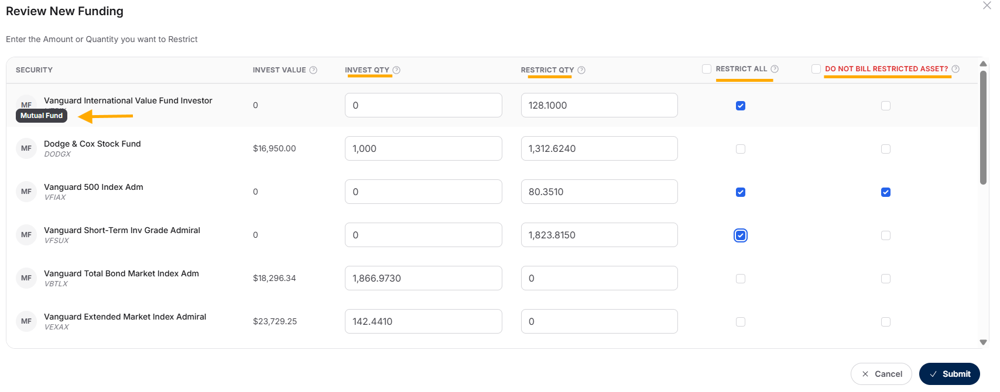 Review New Funding
Enter the Amount or Quantity you want to Restrict
SECURITY INVEST VALUE INVEST QTY RESTRICT QTY RESTRICT ALL DO NOT BILL RESTRICTED ASSET?
MF Vanguard International Value Fund Investor 0 0 128.1000
Mutual Fund
MF Dodge & Cox Stock Fund $16,950.00 1,000 1,312.6240
DODGX
MF Vanguard 500 Index Adm 0 0 80.3510
VFIAX
MF Vanguard Short-Term Inv Grade Admiral 0 0 1,823.8150
VFSUX
MF Vanguard Total Bond Market Index Adm $18,296.34 1,866.9730 0
VBTLX
MF Vanguard Extended Market Index Admiral $23,729.25 142.4410 0
VEXAX
Cancel Submit